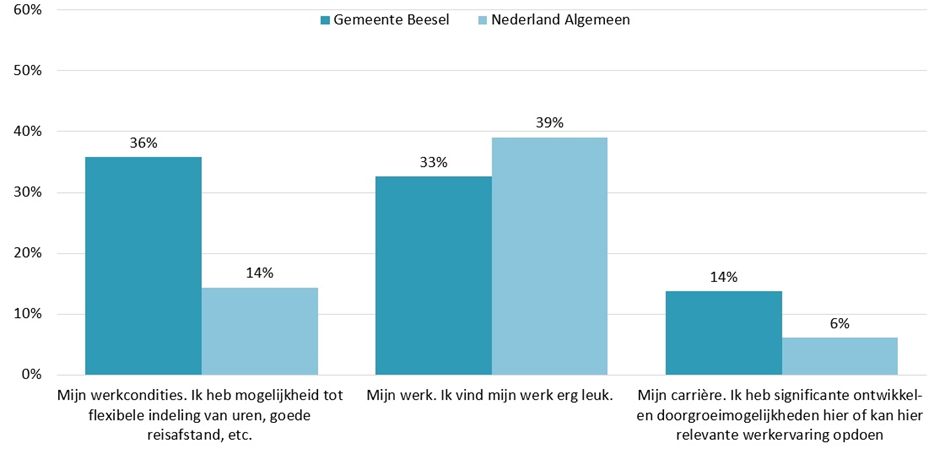 60%
Gemeente Beesel
Nederland Algemeen
50%
40%
36%
39%
33%
30%
20%
14%
14%
10%
6%
0%
Mijn werkcondities. Ik heb mogelijkheid tot
flexibele indeling van uren, goede
reisafstand, etc.
Mijn werk. Ik vind mijn werk erg leuk.
Mijn carrière. Ik heb significante ontwikkel-
en doorgroeimogelijkheden hier of kan hier
relevante werkervaring opdoen